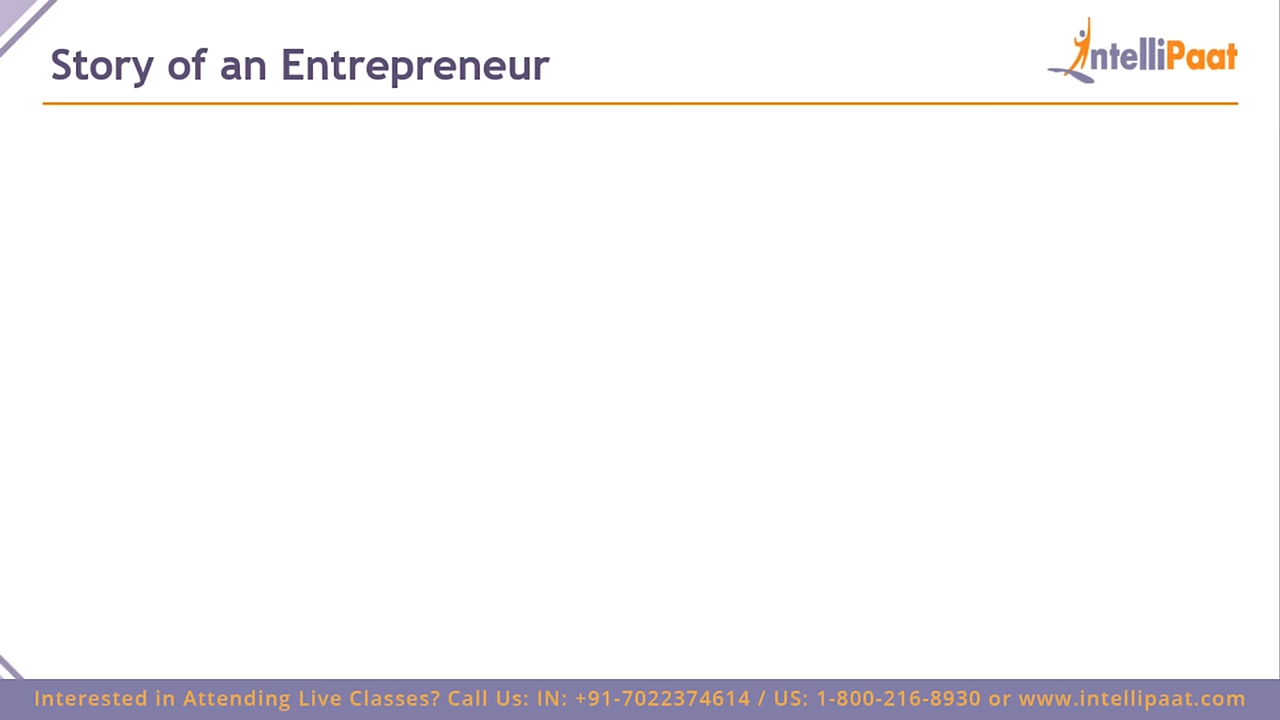 Story of an Entrepreneur
IntelliPaat
Interested in Attending Live Classes? Call Us: IN: +91-7022374614 / US: 1-800-216-8930 or www.intellipaat.com